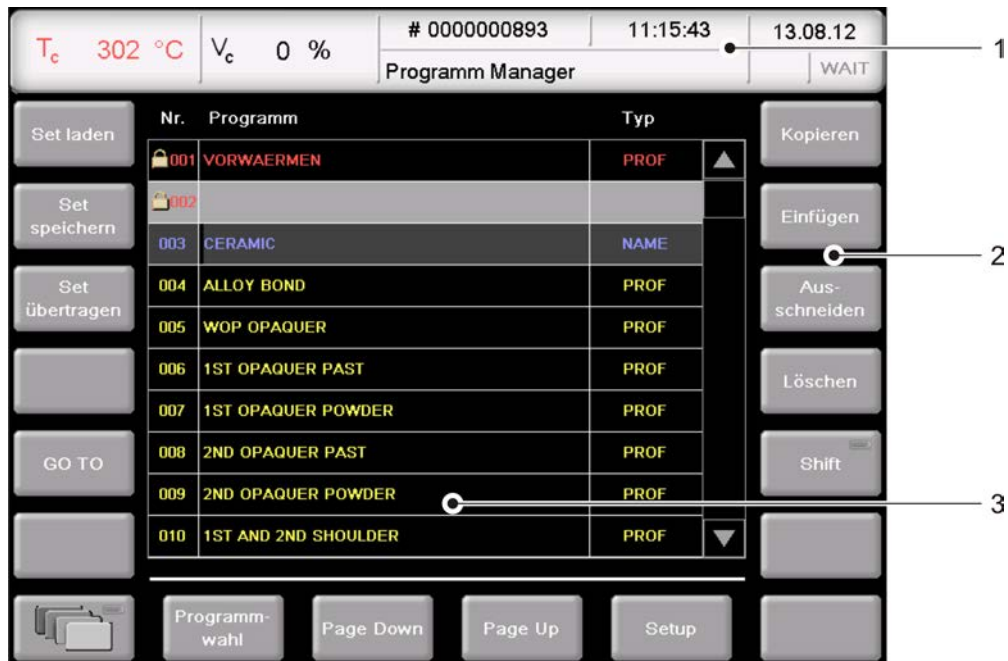 T_c 302 °C V_c 0 % # 0000000893 11:15:43 13.08.12
Programm Manager WAIT
1
Set laden
Set
speichern
Set
übertragen
GO TO
Nr. Programm Typ
001 VORWAERMEN PROF
002
003 CERAMIC NAME
004 ALLOY BOND PROF
005 WOP OPAQUER PROF
006 1ST OPAQUER PAST PROF
007 1ST OPAQUER POWDER PROF
008 2ND OPAQUER PAST PROF
009 2ND OPAQUER POWDER PROF
010 1ST AND 2ND SHOULDER PROF
Kopieren
Einfügen
2
Aus-
schneiden
Löschen
Shift
3
Programm-
wahl
Page Down
Page Up
Setup